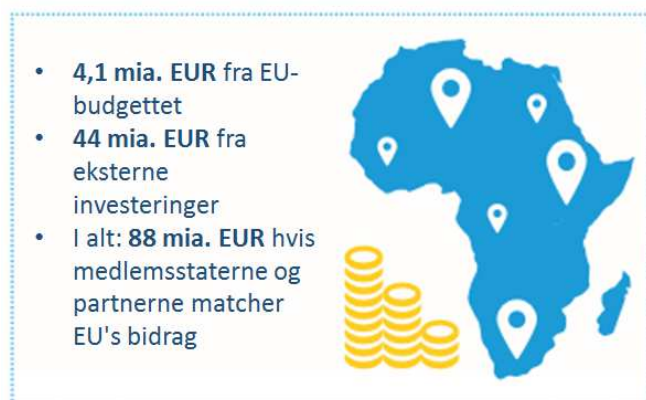 • 4,1 mia. EUR fra EU-
budgettet
• 44 mia. EUR fra
eksterne
investeringer
• I alt: 88 mia. EUR hvis
medlemsstaterne og
partnerne matcher
EU's bidrag